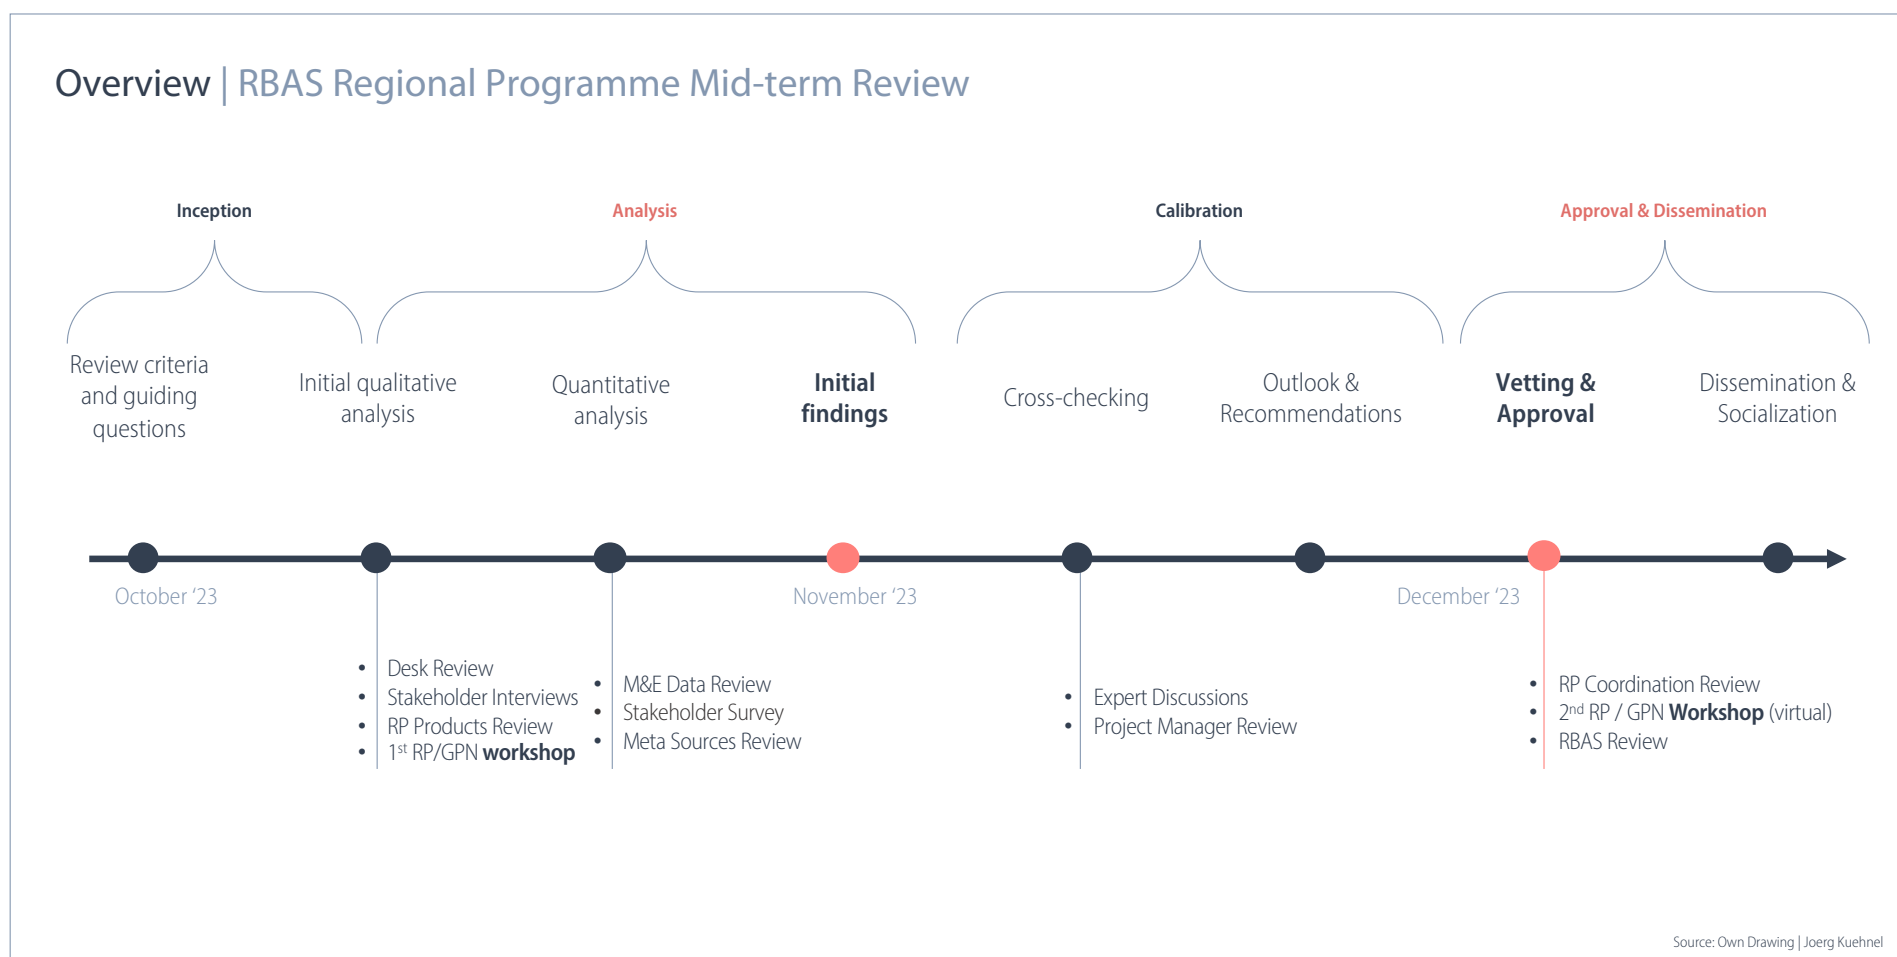 Overview | RBAS Regional Programme Mid-term Review
Inception
Analysis
Calibration
Approval & Dissemination
Review criteria
and guiding
questions
Initial qualitative
analysis
Quantitative
analysis
Initial
findings
Cross-checking
Outlook &
Recommendations
Vetting &
Approval
Dissemination &
Socialization
October ‘23
November ‘23
December ‘23
• Desk Review
• Stakeholder Interviews
• RP Products Review
• 1st RP/GPN workshop
• M&E Data Review
• Stakeholder Survey
• Meta Sources Review
• Expert Discussions
• Project Manager Review
• RP Coordination Review
• 2nd RP / GPN Workshop (virtual)
• RBAS Review
Source: Own Drawing | Joerg Kuehnel